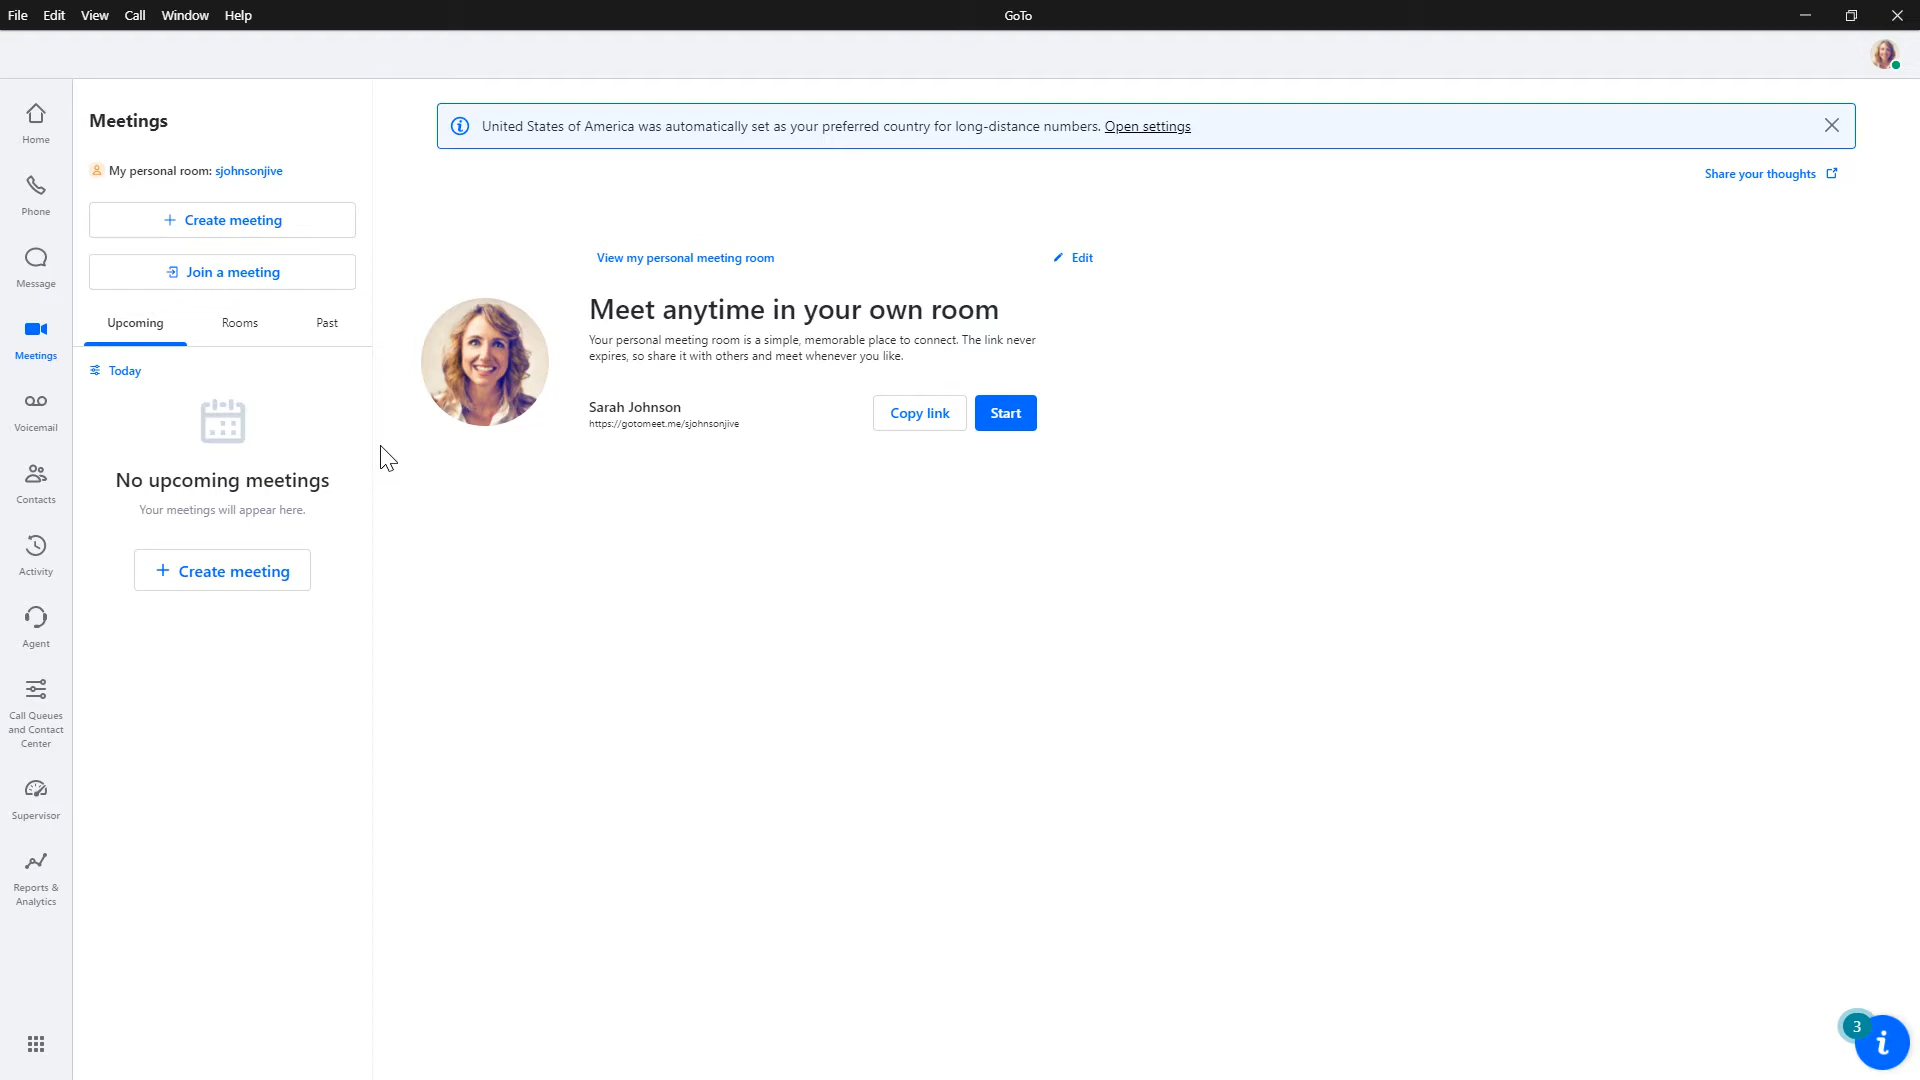 File Edit View Call Window Help
GoTo
Home
Phone
Message
Meetings
Voicemail
Contacts
Activity
Agent
Call Queues
and Contact
Center
Supervisor
Reports &
Analytics
Meetings
My personal room: sjohnsonjive
+ Create meeting
Join a meeting
Upcoming Rooms Past
Today
No upcoming meetings
Your meetings will appear here.
+ Create meeting
United States of America was automatically set as your preferred country for long-distance numbers. Open settings
Share your thoughts
View my personal meeting room
Edit
Meet anytime in your own room
Your personal meeting room is a simple, memorable place to connect. The link never
expires, so share it with others and meet whenever you like.
Sarah Johnson
https://gotomeet.me/sjohnsonjive
Copy link
Start
3
i